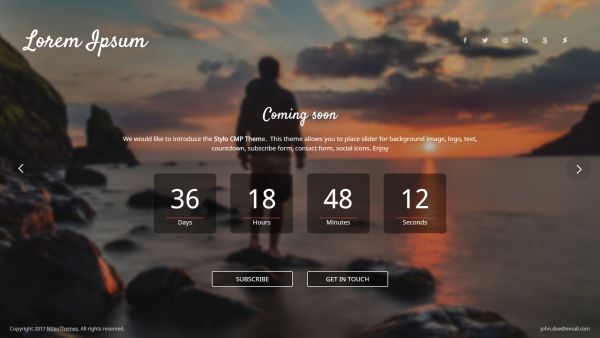 Lorem Ipsum
Coming soon
We would like to introduce the Stylo CMP Theme. This theme allows you to place slider for background image, logo, text,
countdown, subscribe form, contact form, social icons. Enjoy
36 18 48 12
Days Hours Minutes Seconds
SUBSCRIBE GET IN TOUCH
Copyright 2017 NiteoThemes. All rights reserved. john.doe@email.com